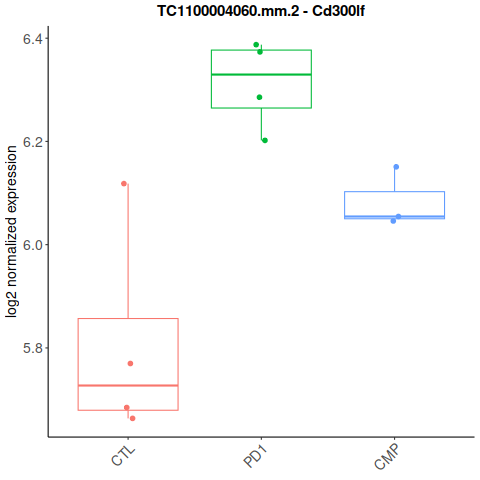 TC1100004060.mm.2 - Cd300lf
log2 normalized expression
6.4
6.2
6.0
5.8
CTL
PD1
CMP